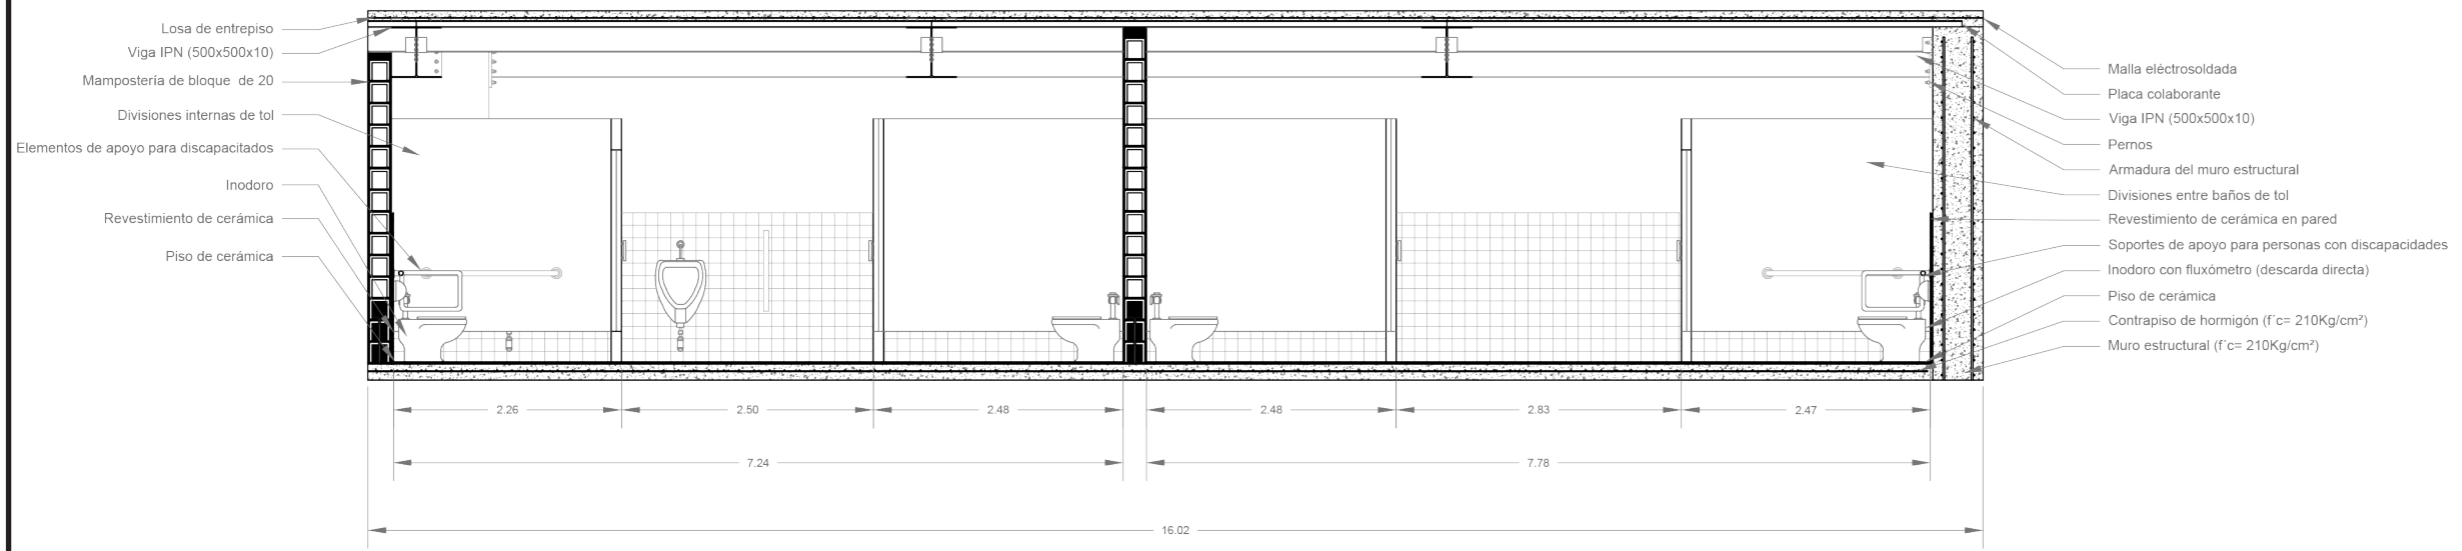 Losa de entrepiso
Viga IPN (500x500x10)
Mampostería de bloque  de 20
Divisiones internas de tol
Elementos de apoyo para discapacitados
Inodoro
Revestimiento de cerámica
Piso de cerámica
Malla eléctrosoldada
Placa colaborante
Viga IPN (500x500x10)
Pernos
Armadura del muro estructural
Divisiones entre baños de tol
Revestimiento de cerámica en pared
Soportes de apoyo para personas con discapacidades
Inodoro con fluxómetro (descarda directa)
Piso de cerámica
Contrapiso de hormigón (f´c= 210Kg/cm²)
Muro estructural (f´c= 210Kg/cm²)
2.26 2.50 2.48 2.48 2.83 2.47
7.24 7.78
16.02